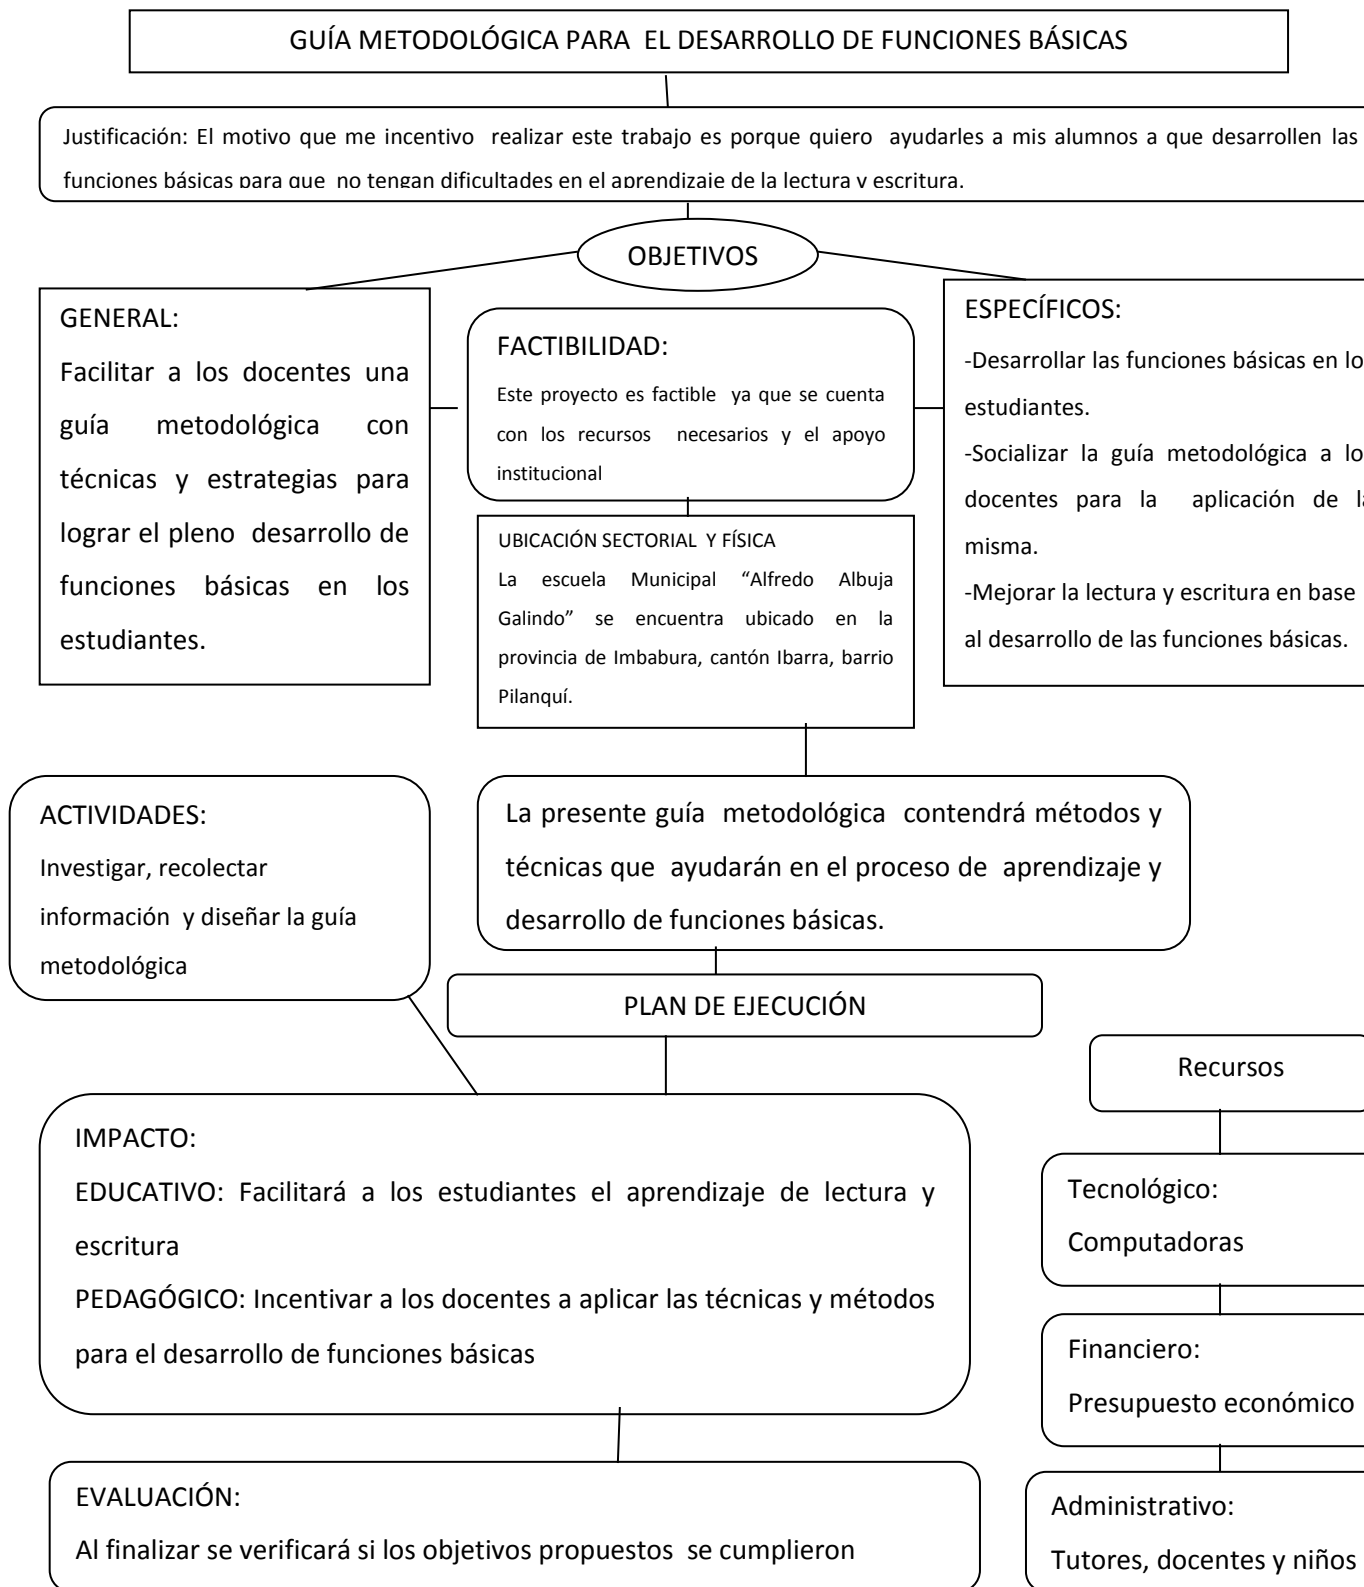 GUÍA METODOLÓGICA PARA EL DESARROLLO DE FUNCIONES BÁSICAS
Justificación: El motivo que me incentivo realizar este trabajo es porque quiero ayudarles a mis alumnos a que desarrollen las
funciones básicas para que no tengan dificultades en el aprendizaje de la lectura y escritura.
OBJETIVOS
GENERAL:
Facilitar a los docentes una
guía metodológica con
técnicas y estrategias para
lograr el pleno desarrollo de
funciones básicas en los
estudiantes.
FACTIBILIDAD:
Este proyecto es factible ya que se cuenta
con los recursos necesarios y el apoyo
institucional
ESPECÍFICOS:
-Desarrollar las funciones básicas en lo
estudiantes.
-Socializar la guía metodológica a lo
docentes para la aplicación de la
misma.
-Mejorar la lectura y escritura en base
al desarrollo de las funciones básicas.
UBICACIÓN SECTORIAL Y FÍSICA
La escuela Municipal “Alfredo Albuja
Galindo” se encuentra ubicado en la
provincia de Imbabura, cantón Ibarra, barrio
Pilanquí.
ACTIVIDADES:
Investigar, recolectar
información y diseñar la guía
metodológica
La presente guía metodológica contendrá métodos y
técnicas que ayudarán en el proceso de aprendizaje y
desarrollo de funciones básicas.
PLAN DE EJECUCIÓN
IMPACTO:
EDUCATIVO: Facilitará a los estudiantes el aprendizaje de lectura y
escritura
PEDAGÓGICO: Incentivar a los docentes a aplicar las técnicas y métodos
para el desarrollo de funciones básicas
EVALUACIÓN:
Al finalizar se verificará si los objetivos propuestos se cumplieron
Recursos
Tecnológico:
Computadoras
Financiero:
Presupuesto económico
Administrativo:
Tutores, docentes y niños